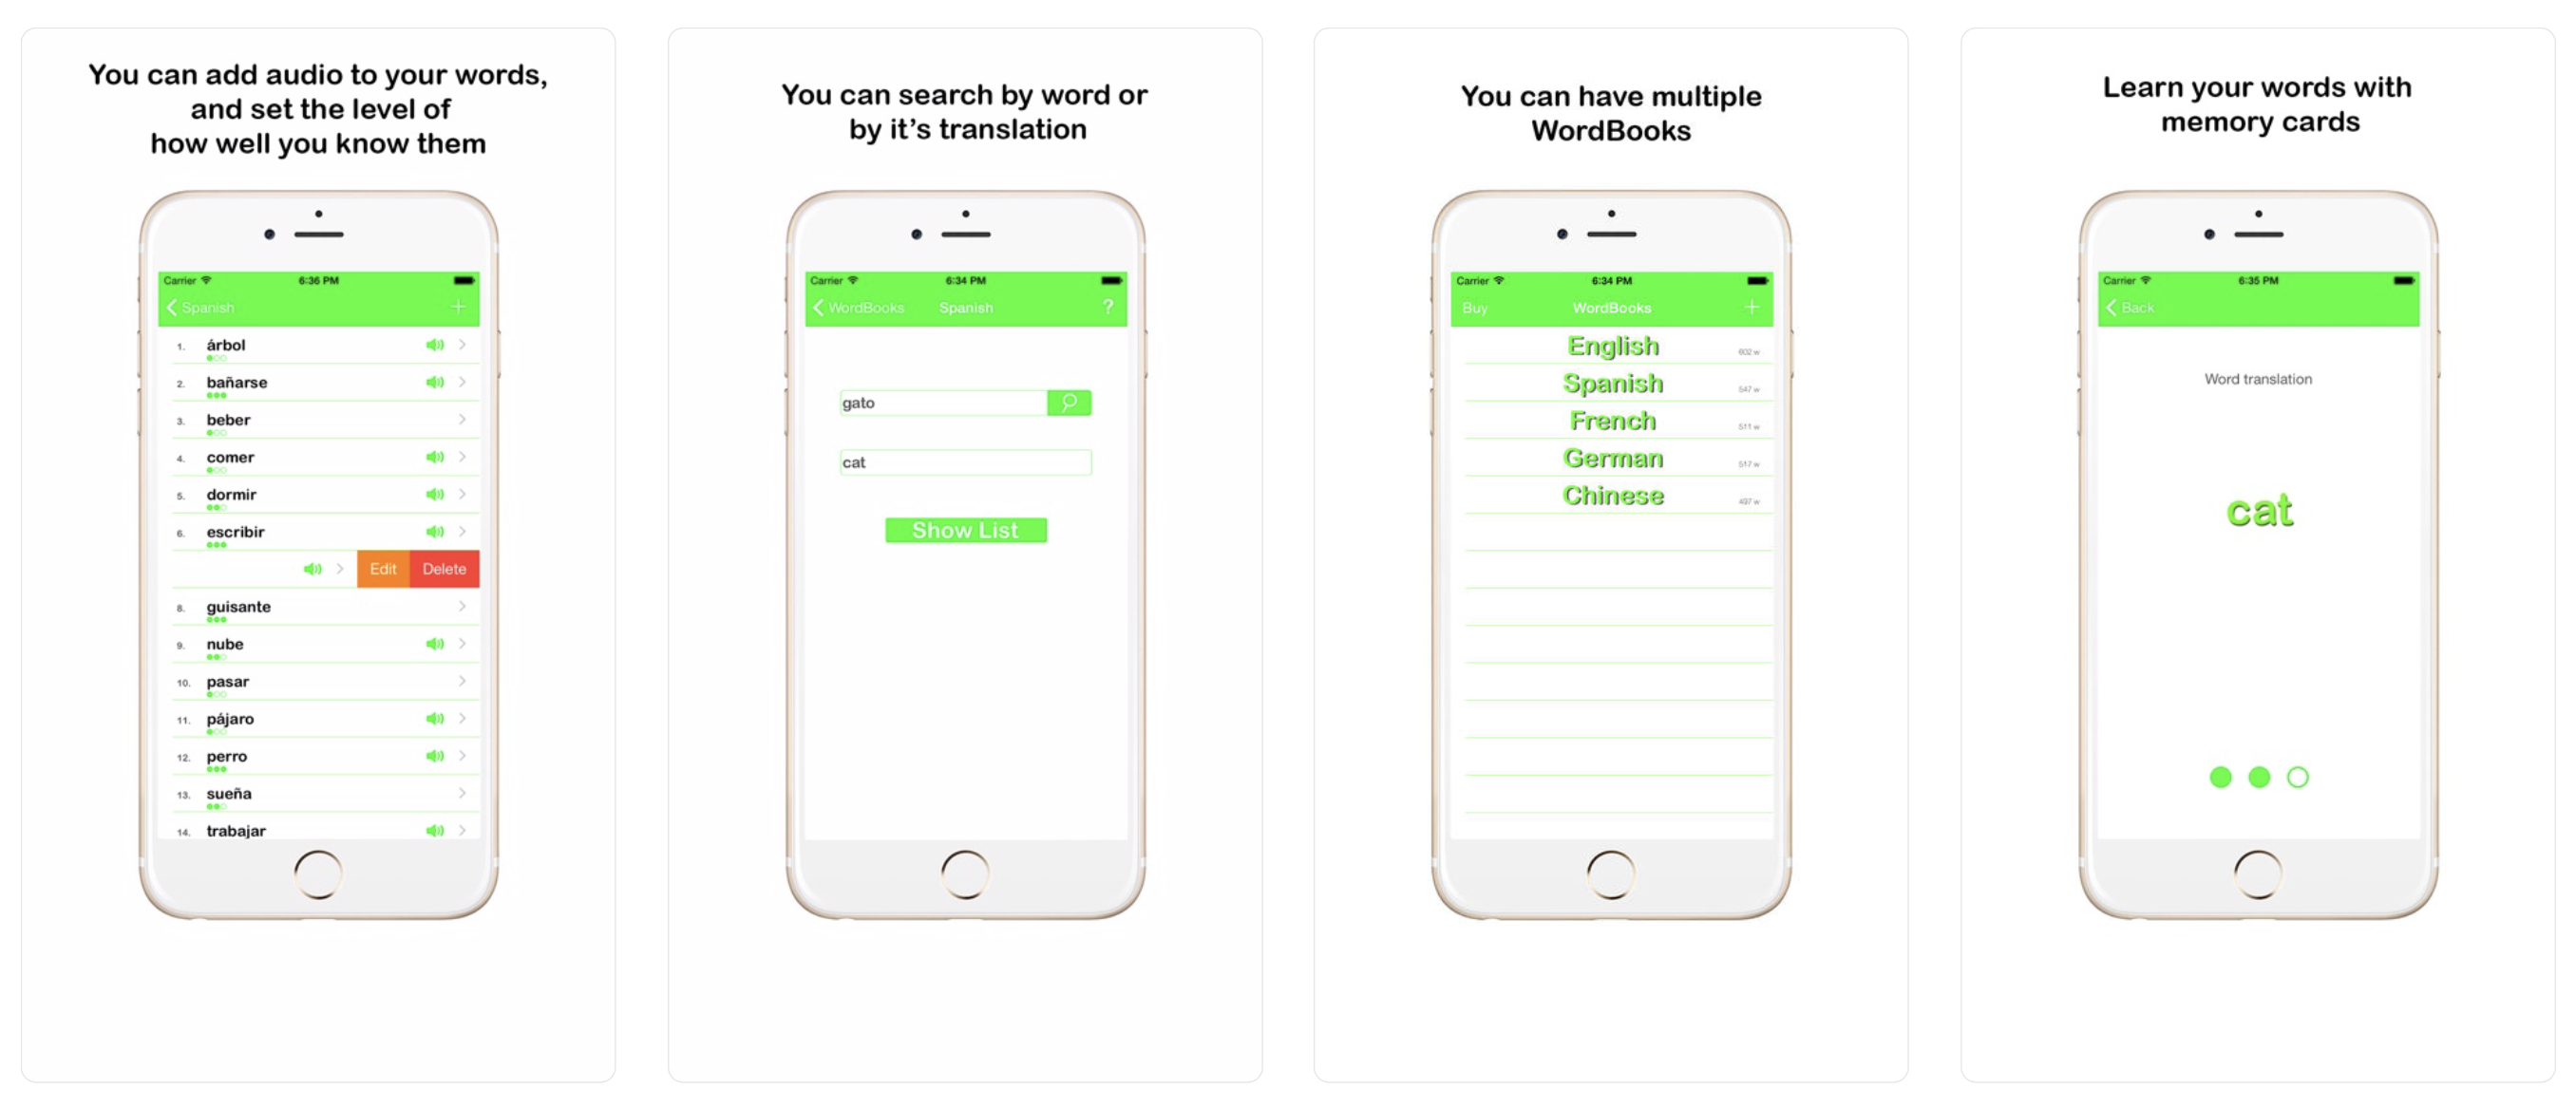 You can add audio to your words,
and set the level of
how well you know them
Carrier 6:36 PM
Spanish +
1. árbol
2. bañarse
3. beber
4. comer
5. dormir
6. escribir
Edit Delete
8. guisante
9. nube
10. pasar
11. pájaro
12. perro
13. sueña
14. trabajar
You can search by word or
by it’s translation
Carrier 6:34 PM
WordBooks Spanish ?
gato
cat
Show List
You can have multiple
WordBooks
Carrier 6:34 PM
Buy WordBooks +
English 602 w
Spanish 547 w
French 511 w
German 517 w
Chinese 497 w
Learn your words with
memory cards
Carrier 6:35 PM
Back
Word translation
cat